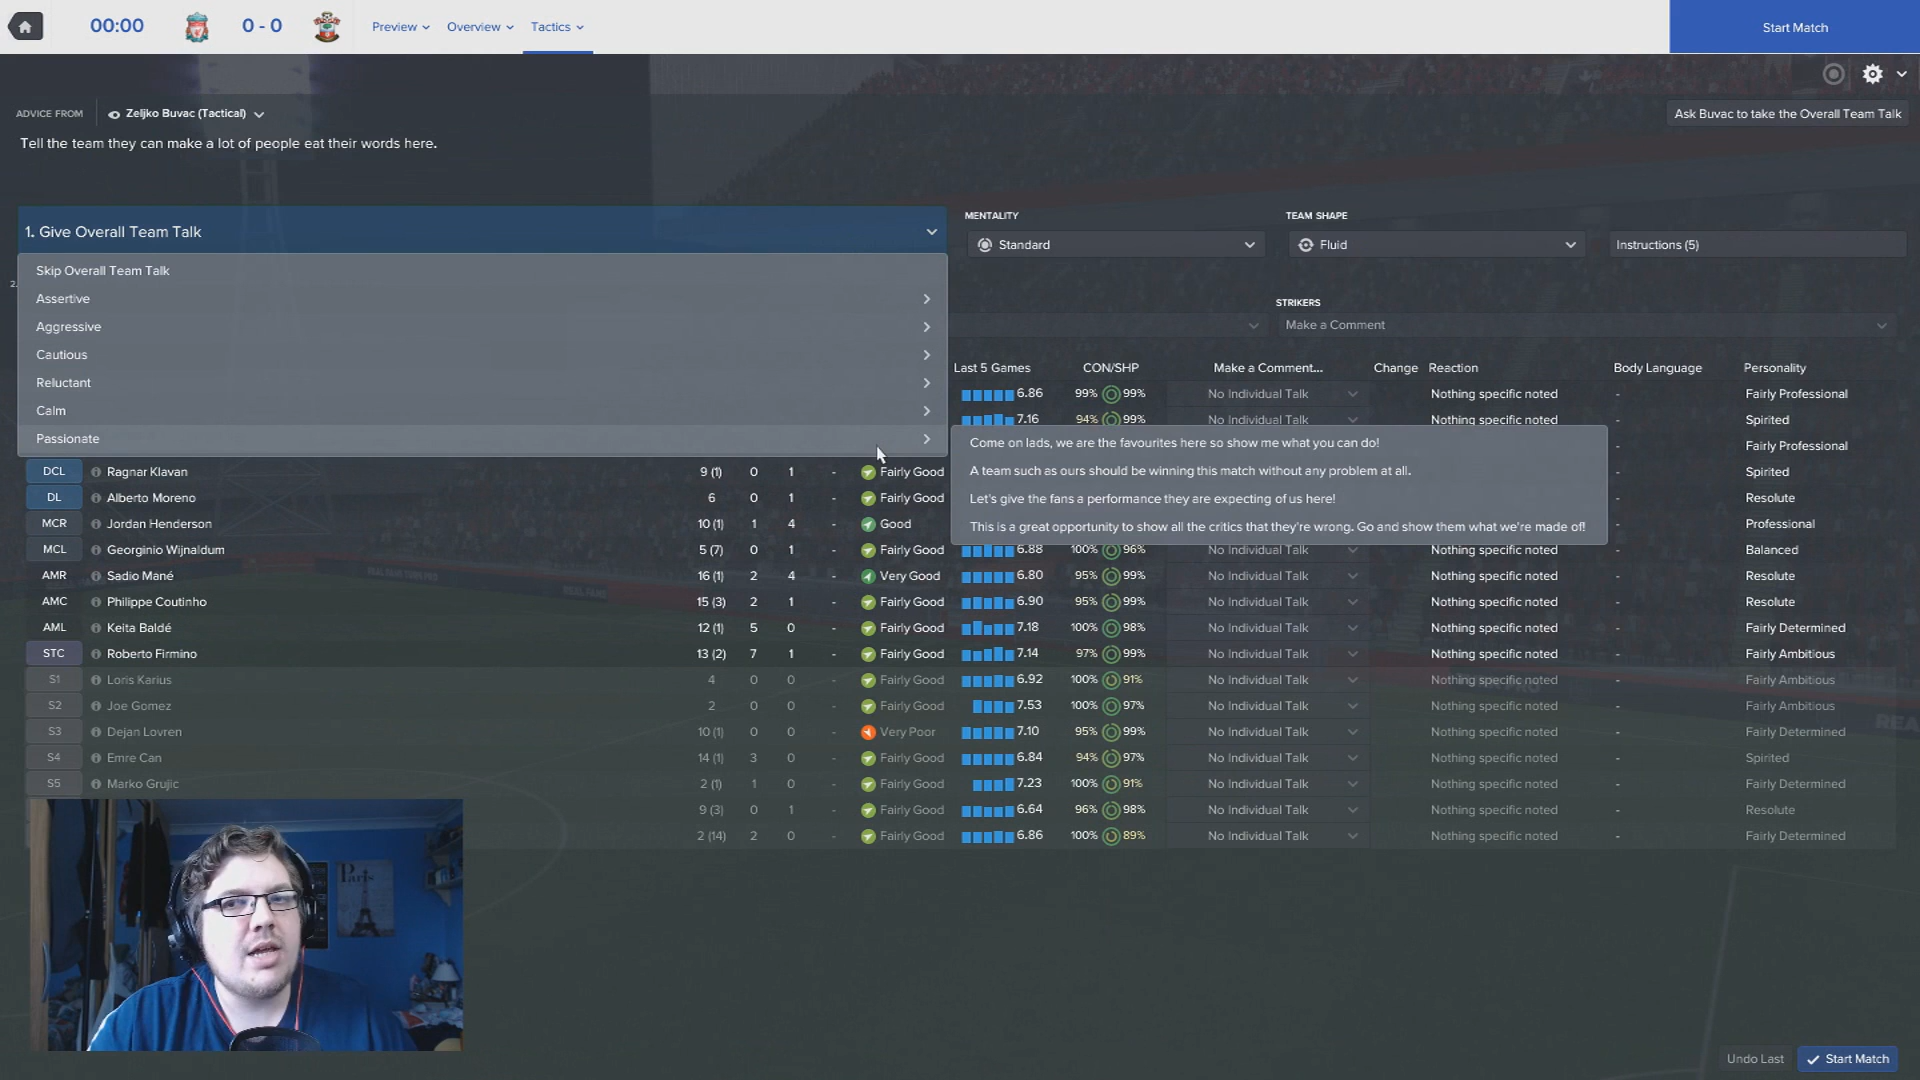 00:00
0 - 0
Preview
Overview
Tactics
Start Match
ADVICE FROM
Zeljko Buvac (Tactical)
Ask Buvac to take the Overall Team Talk
Tell the team they can make a lot of people eat their words here.
1. Give Overall Team Talk
MENTALITY
TEAM SHAPE
Standard
Fluid
Instructions (5)
Skip Overall Team Talk
2.
Assertive
Aggressive
Cautious
Reluctant
Calm
Passionate
STRIKERS
Make a Comment
Last 5 Games CON/SHP Make a Comment... Change Reaction Body Language Personality
6.86 99% 99% No Individual Talk Nothing specific noted - Fairly Professional
7.16 94% 99% No Individual Talk Nothing specific noted - Spirited
Come on lads, we are the favourites here so show me what you can do!
A team such as ours should be winning this match without any problem at all.
Let's give the fans a performance they are expecting of us here!
This is a great opportunity to show all the critics that they're wrong. Go and show them what we're made of!
- Fairly Professional
DCL Ragnar Klavan 9 (1) 0 1 - Fairly Good - Spirited
DL Alberto Moreno 6 0 1 - Fairly Good - Resolute
MCR Jordan Henderson 10 (1) 1 4 - Good - Professional
MCL Georginio Wijnaldum 5 (7) 0 1 - Fairly Good 6.88 100% 96% No Individual Talk Nothing specific noted - Balanced
AMR Sadio Mané 16 (1) 2 4 - Very Good 6.80 95% 99% No Individual Talk Nothing specific noted - Resolute
AMC Philippe Coutinho 15 (3) 2 1 - Fairly Good 6.90 95% 99% No Individual Talk Nothing specific noted - Resolute
AML Keita Baldé 12 (1) 5 0 - Fairly Good 7.18 100% 98% No Individual Talk Nothing specific noted - Fairly Determined
STC Roberto Firmino 13 (2) 7 1 - Fairly Good 7.14 97% 99% No Individual Talk Nothing specific noted - Fairly Ambitious
S1 Loris Karius 4 0 0 - Fairly Good 6.92 100% 91% No Individual Talk Nothing specific noted - Fairly Ambitious
S2 Joe Gomez 2 0 0 - Fairly Good 7.53 100% 97% No Individual Talk Nothing specific noted - Fairly Ambitious
S3 Dejan Lovren 10 (1) 0 0 - Very Poor 7.10 95% 99% No Individual Talk Nothing specific noted - Fairly Determined
S4 Emre Can 14 (1) 3 0 - Fairly Good 6.84 94% 97% No Individual Talk Nothing specific noted - Spirited
S5 Marko Grujic 2 (1) 1 0 - Fairly Good 7.23 100% 91% No Individual Talk Nothing specific noted - Fairly Determined
9 (3) 0 1 - Fairly Good 6.64 96% 98% No Individual Talk Nothing specific noted - Resolute
2 (14) 2 0 - Fairly Good 6.86 100% 89% No Individual Talk Nothing specific noted - Fairly Determined
Paris
Undo Last
Start Match